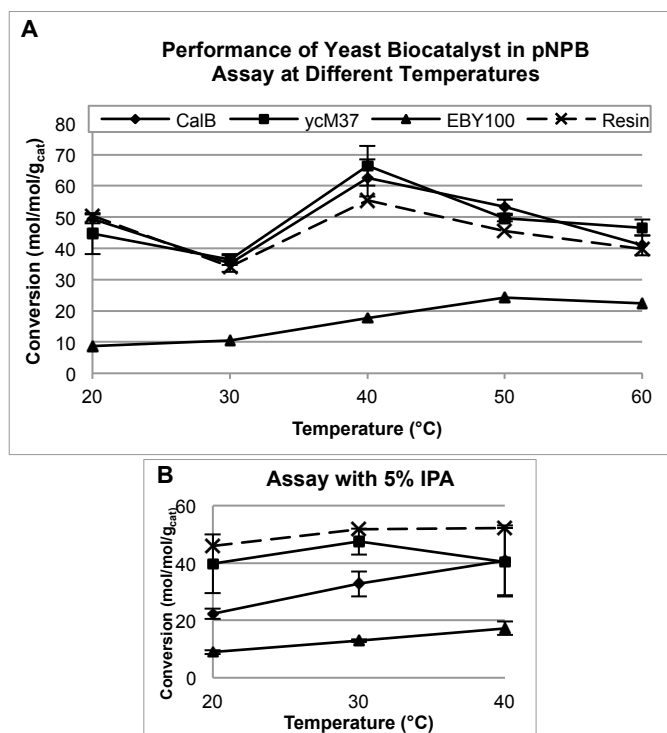 A
Performance of Yeast Biocatalyst in pNPB
Assay at Different Temperatures
CalB ycM37 EBY100 Resin
Conversion (mol/mol/gcat)
80
70
60
50
40
30
20
10
0
20 30 40 50 60
Temperature (°C)
B
Assay with 5% IPA
Conversion (mol/mol/gcat)
60
40
20
0
20 30 40
Temperature (°C)